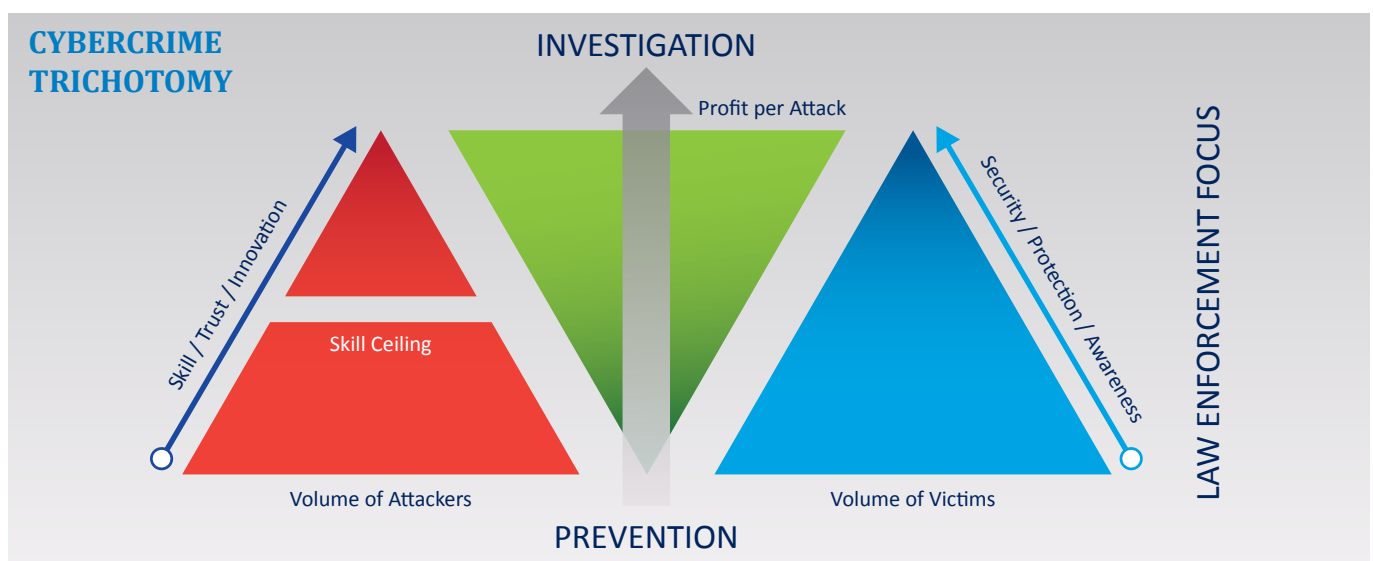 CYBERCRIME
TRICHOTOMY
INVESTIGATION
Profit per Attack
Skill / Trust / Innovation
Skill Ceiling
Security / Protection / Awareness
LAW ENFORCEMENT FOCUS
Volume of Attackers
Volume of Victims
PREVENTION